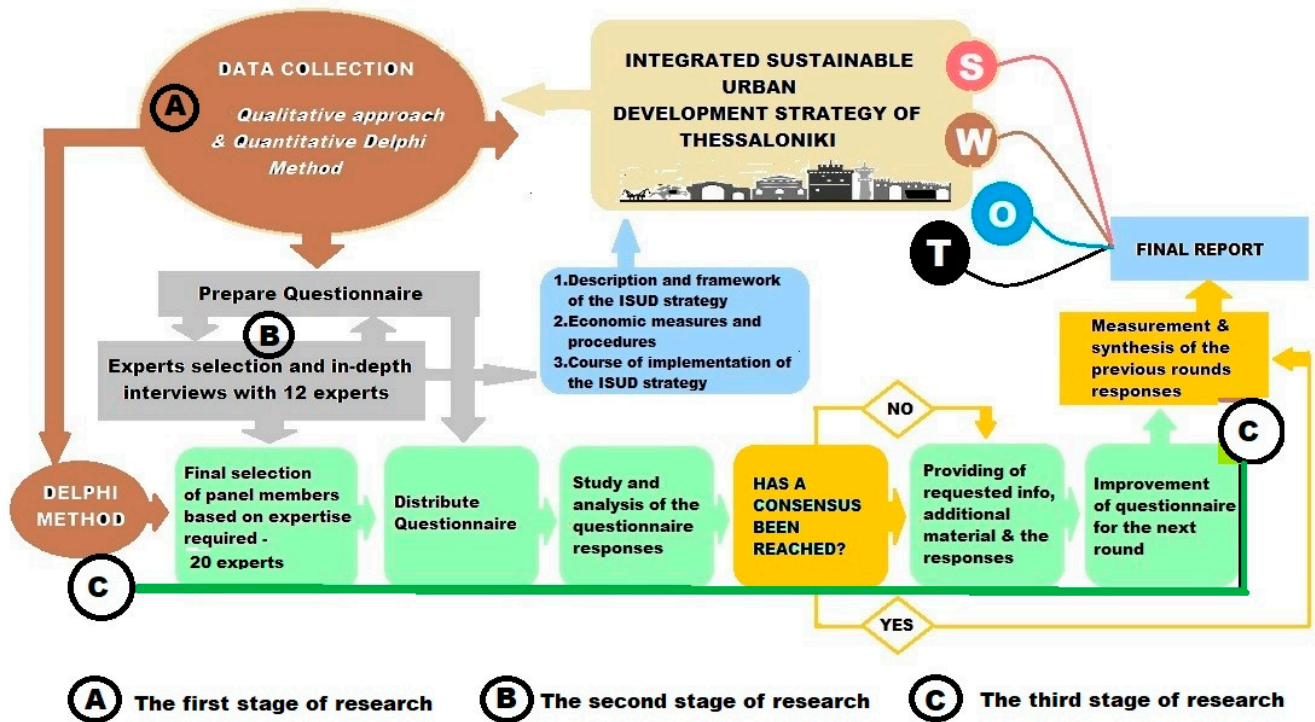 DATA COLLECTION
A
Qualitative approach
& Quantitative Delphi
Method
INTEGRATED SUSTAINABLE
URBAN
DEVELOPMENT STRATEGY OF
THESSALONIKI
S
W
O
T
FINAL REPORT
Prepare Questionnaire
B
Experts selection and in-depth
interviews with 12 experts
1.Description and framework
of the ISUD strategy
2.Economic measures and
procedures
3.Course of implementation of
the ISUD strategy
Measurement &
synthesis of the
previous rounds
responses
NO
C
DELPHI
METHOD
Final selection
of panel members
based on expertise
required -
20 experts
Distribute
Questionnaire
Study and
analysis of the
questionnaire
responses
HAS A
CONSENSUS
BEEN
REACHED?
Providing of
requested info,
additional
material & the
responses
Improvement
of questionnaire
for the next
round
C
YES
A The first stage of research
B The second stage of research
C The third stage of research